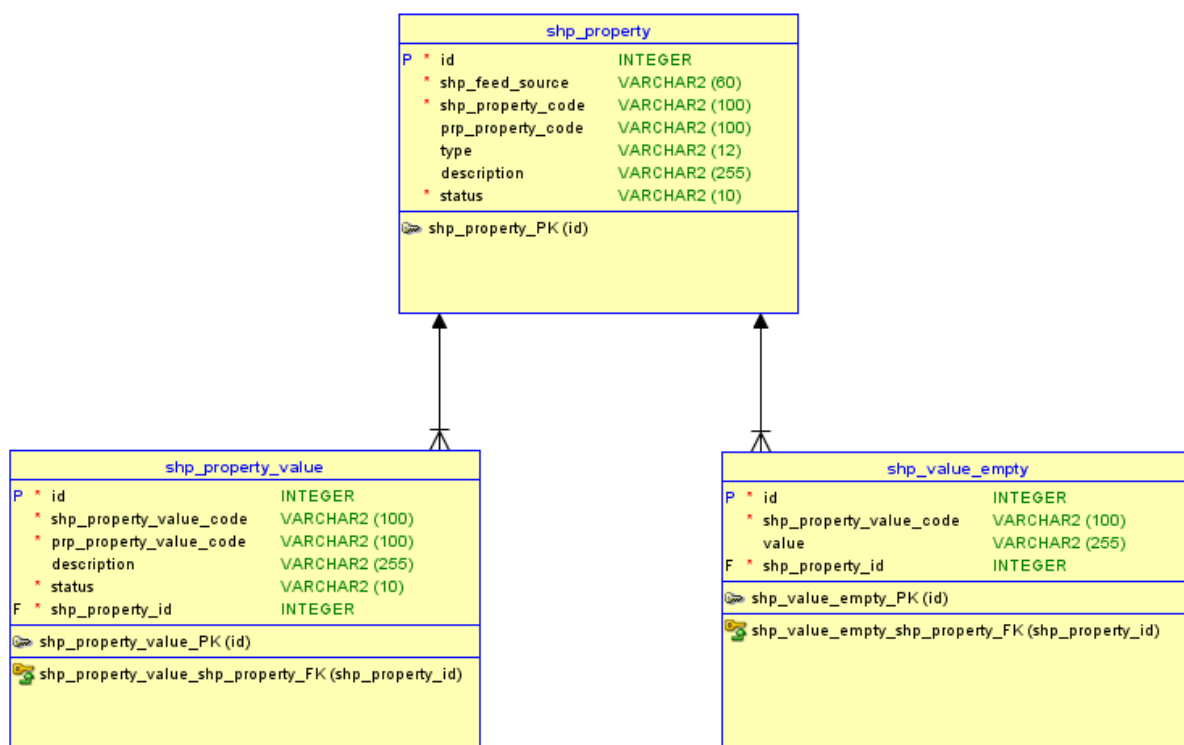 shp_property
P * id INTEGER
* shp_feed_source VARCHAR2 (60)
* shp_property_code VARCHAR2 (100)
prp_property_code VARCHAR2 (100)
type VARCHAR2 (12)
description VARCHAR2 (255)
* status VARCHAR2 (10)
shp_property_PK (id)
shp_property_value
P * id INTEGER
* shp_property_value_code VARCHAR2 (100)
* prp_property_value_code VARCHAR2 (100)
description VARCHAR2 (255)
* status VARCHAR2 (10)
F * shp_property_id INTEGER
shp_property_value_PK (id)
shp_property_value_shp_property_FK (shp_property_id)
shp_value_empty
P * id INTEGER
* shp_property_value_code VARCHAR2 (100)
value VARCHAR2 (255)
F * shp_property_id INTEGER
shp_value_empty_PK (id)
shp_value_empty_shp_property_FK (shp_property_id)